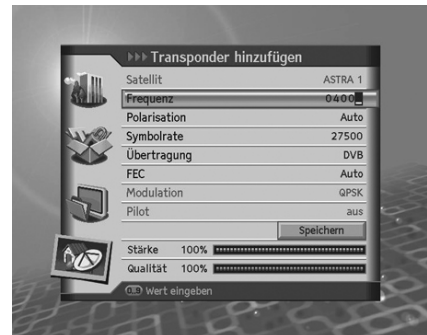 Transponder hinzufügen
Satellit ASTRA 1
Frequenz 0400
Polarisation Auto
Symbolrate 27500
Übertragung DVB
FEC Auto
Modulation QPSK
Pilot aus
Speichern
Stärke 100%
Qualität 100%
Wert eingeben